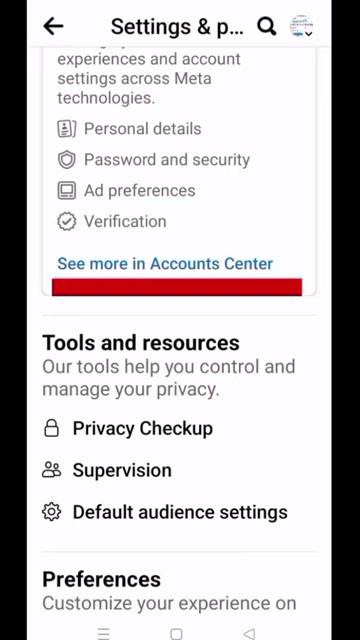 Settings & p...
experiences and account
settings across Meta
technologies.
Personal details
Password and security
Ad preferences
Verification
See more in Accounts Center
Tools and resources
Our tools help you control and
manage your privacy.
Privacy Checkup
Supervision
Default audience settings
Preferences
Customize your experience on